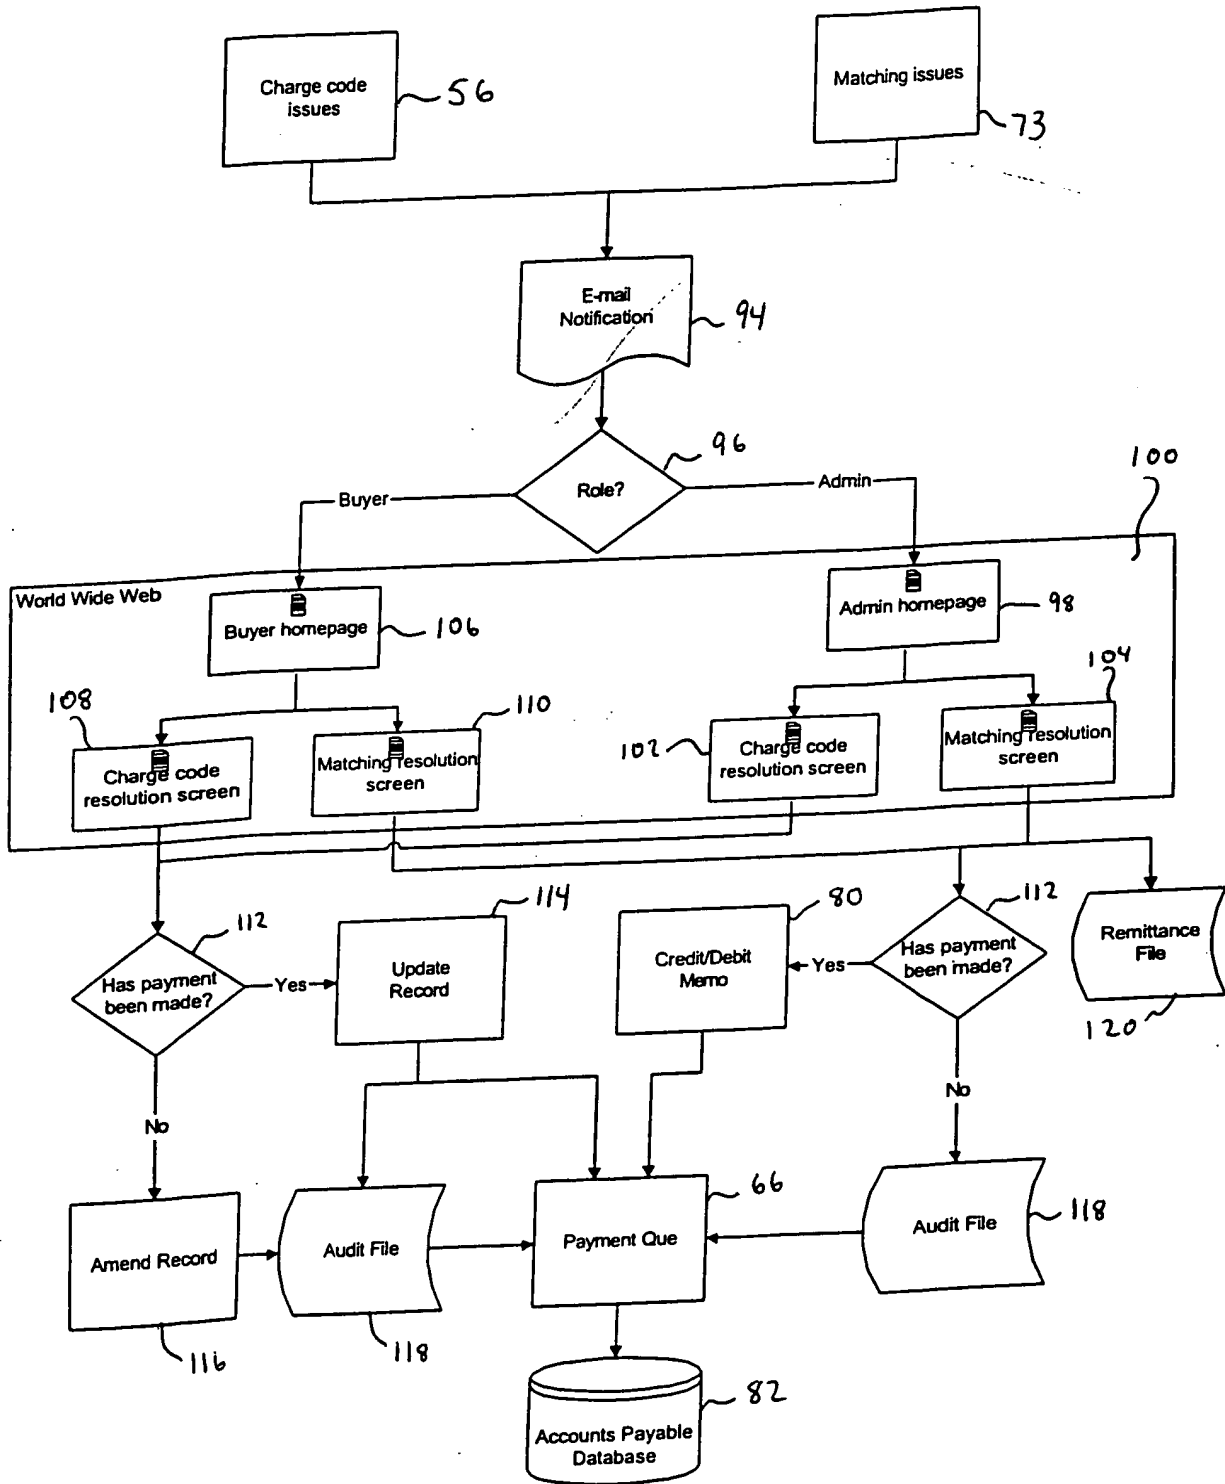 Charge code
issues
56
Matching issues
73
E-mail
Notification
94
96
Role?
Buyer
Admin
100
World Wide Web
Buyer homepage
106
Admin homepage
98
108
Charge code
resolution screen
110
Matching resolution
screen
102
Charge code
resolution screen
104
Matching resolution
screen
112
Has payment
been made?
Yes
114
Update
Record
80
Credit/Debit
Memo
Yes
112
Has payment
been made?
Remittance
File
120
No
No
Amend Record
116
Audit File
118
66
Payment Que
Audit File
118
82
Accounts Payable
Database